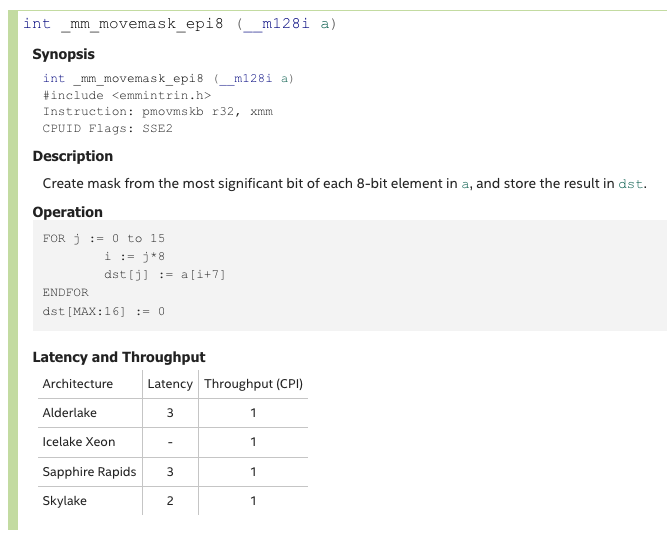 int _mm_movemask_epi8 (__m128i a)
Synopsis
int _mm_movemask_epi8 (__m128i a)
#include <emmintrin.h>
Instruction: pmovmskb r32, xmm
CPUID Flags: SSE2
Description
Create mask from the most significant bit of each 8-bit element in a, and store the result in dst.
Operation
FOR j := 0 to 15
	i := j*8
	dst[j] := a[i+7]
ENDFOR
dst[MAX:16] := 0
Latency and Throughput
Architecture Latency Throughput (CPI)
Alderlake 3 1
Icelake Xeon - 1
Sapphire Rapids 3 1
Skylake 2 1